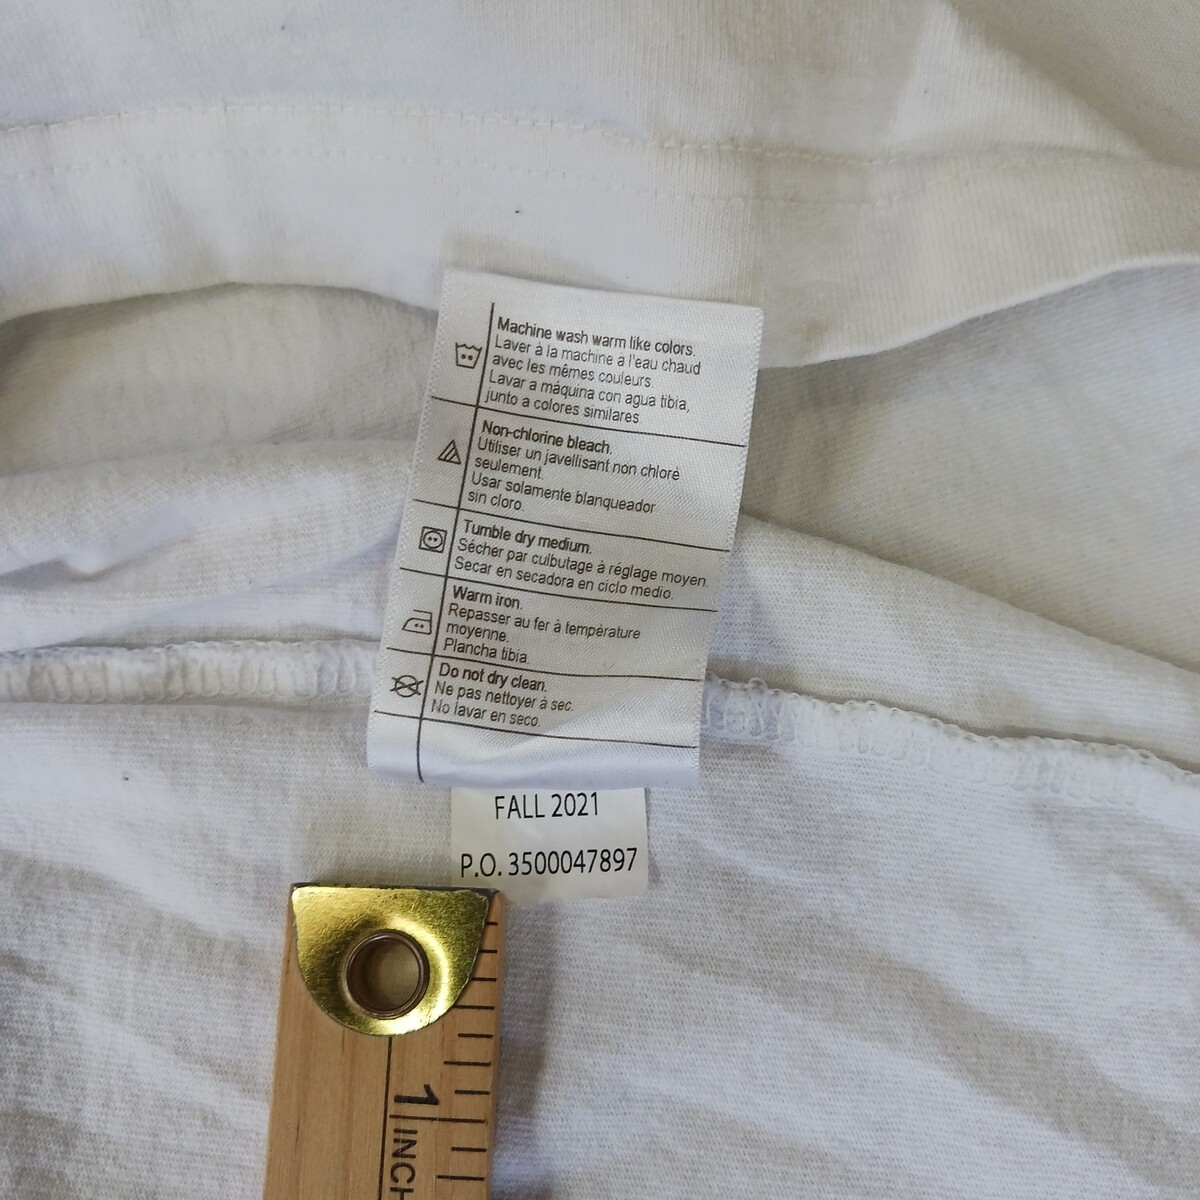 Machine wash warm like colors.
Laver à la machine a l'eau chaud
avec les mêmes couleurs.
Lavar a máquina con agua tibia,
junto a colores similares.
Non-chlorine bleach.
Utiliser un javellisant non chloré
seulement.
Usar solamente blanqueador
sin cloro.
Tumble dry medium.
Sécher par culbutage à réglage moyen.
Secar en secadora en ciclo medio.
Warm iron.
Repasser au fer à température
moyenne.
Plancha tibia.
Do not dry clean.
Ne pas nettoyer à sec.
No lavar en seco.
FALL 2021
P.O. 3500047897
1
INCH